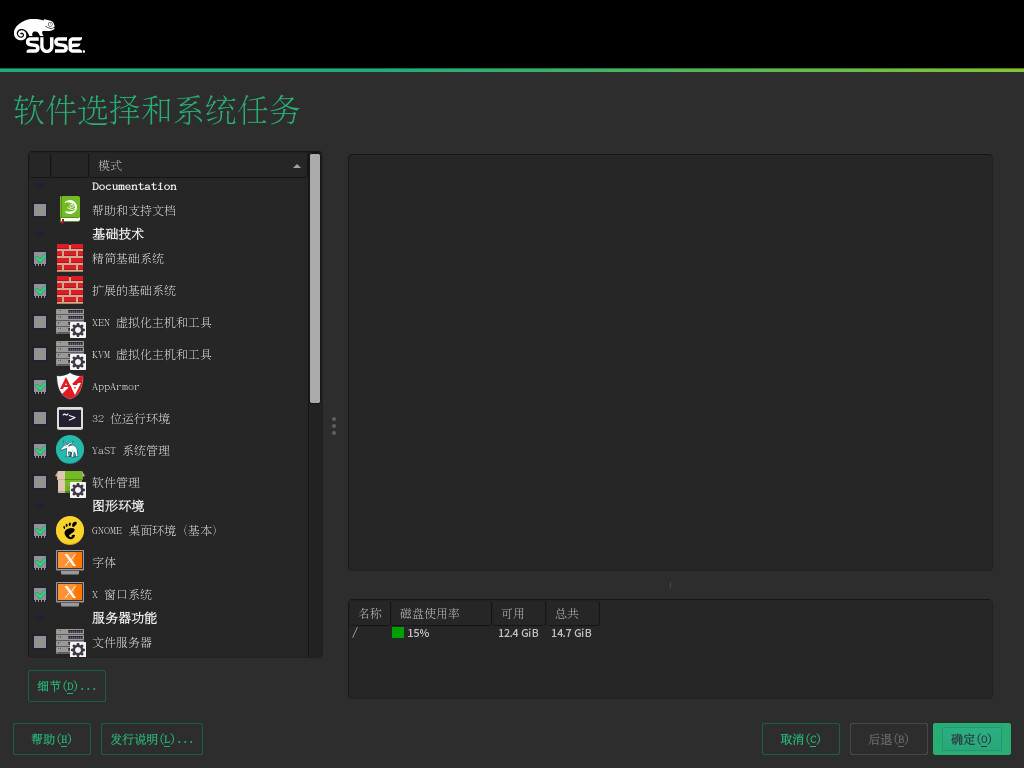 SUSE.
软件选择和系统任务
模式
Documentation
帮助和支持文档
基础技术
精简基础系统
扩展的基础系统
XEN 虚拟化主机和工具
KVM 虚拟化主机和工具
AppArmor
~>
32 位运行环境
YaST 系统管理
软件管理
图形环境
GNOME 桌面环境（基本）
X
字体
X
X 窗口系统
服务器功能
文件服务器
名称 磁盘使用率 可用 总共
/ 15% 12.4 GiB 14.7 GiB
细节(D)...
帮助(H) 发行说明(L)... 取消(C) 后退(B) 确定(O)